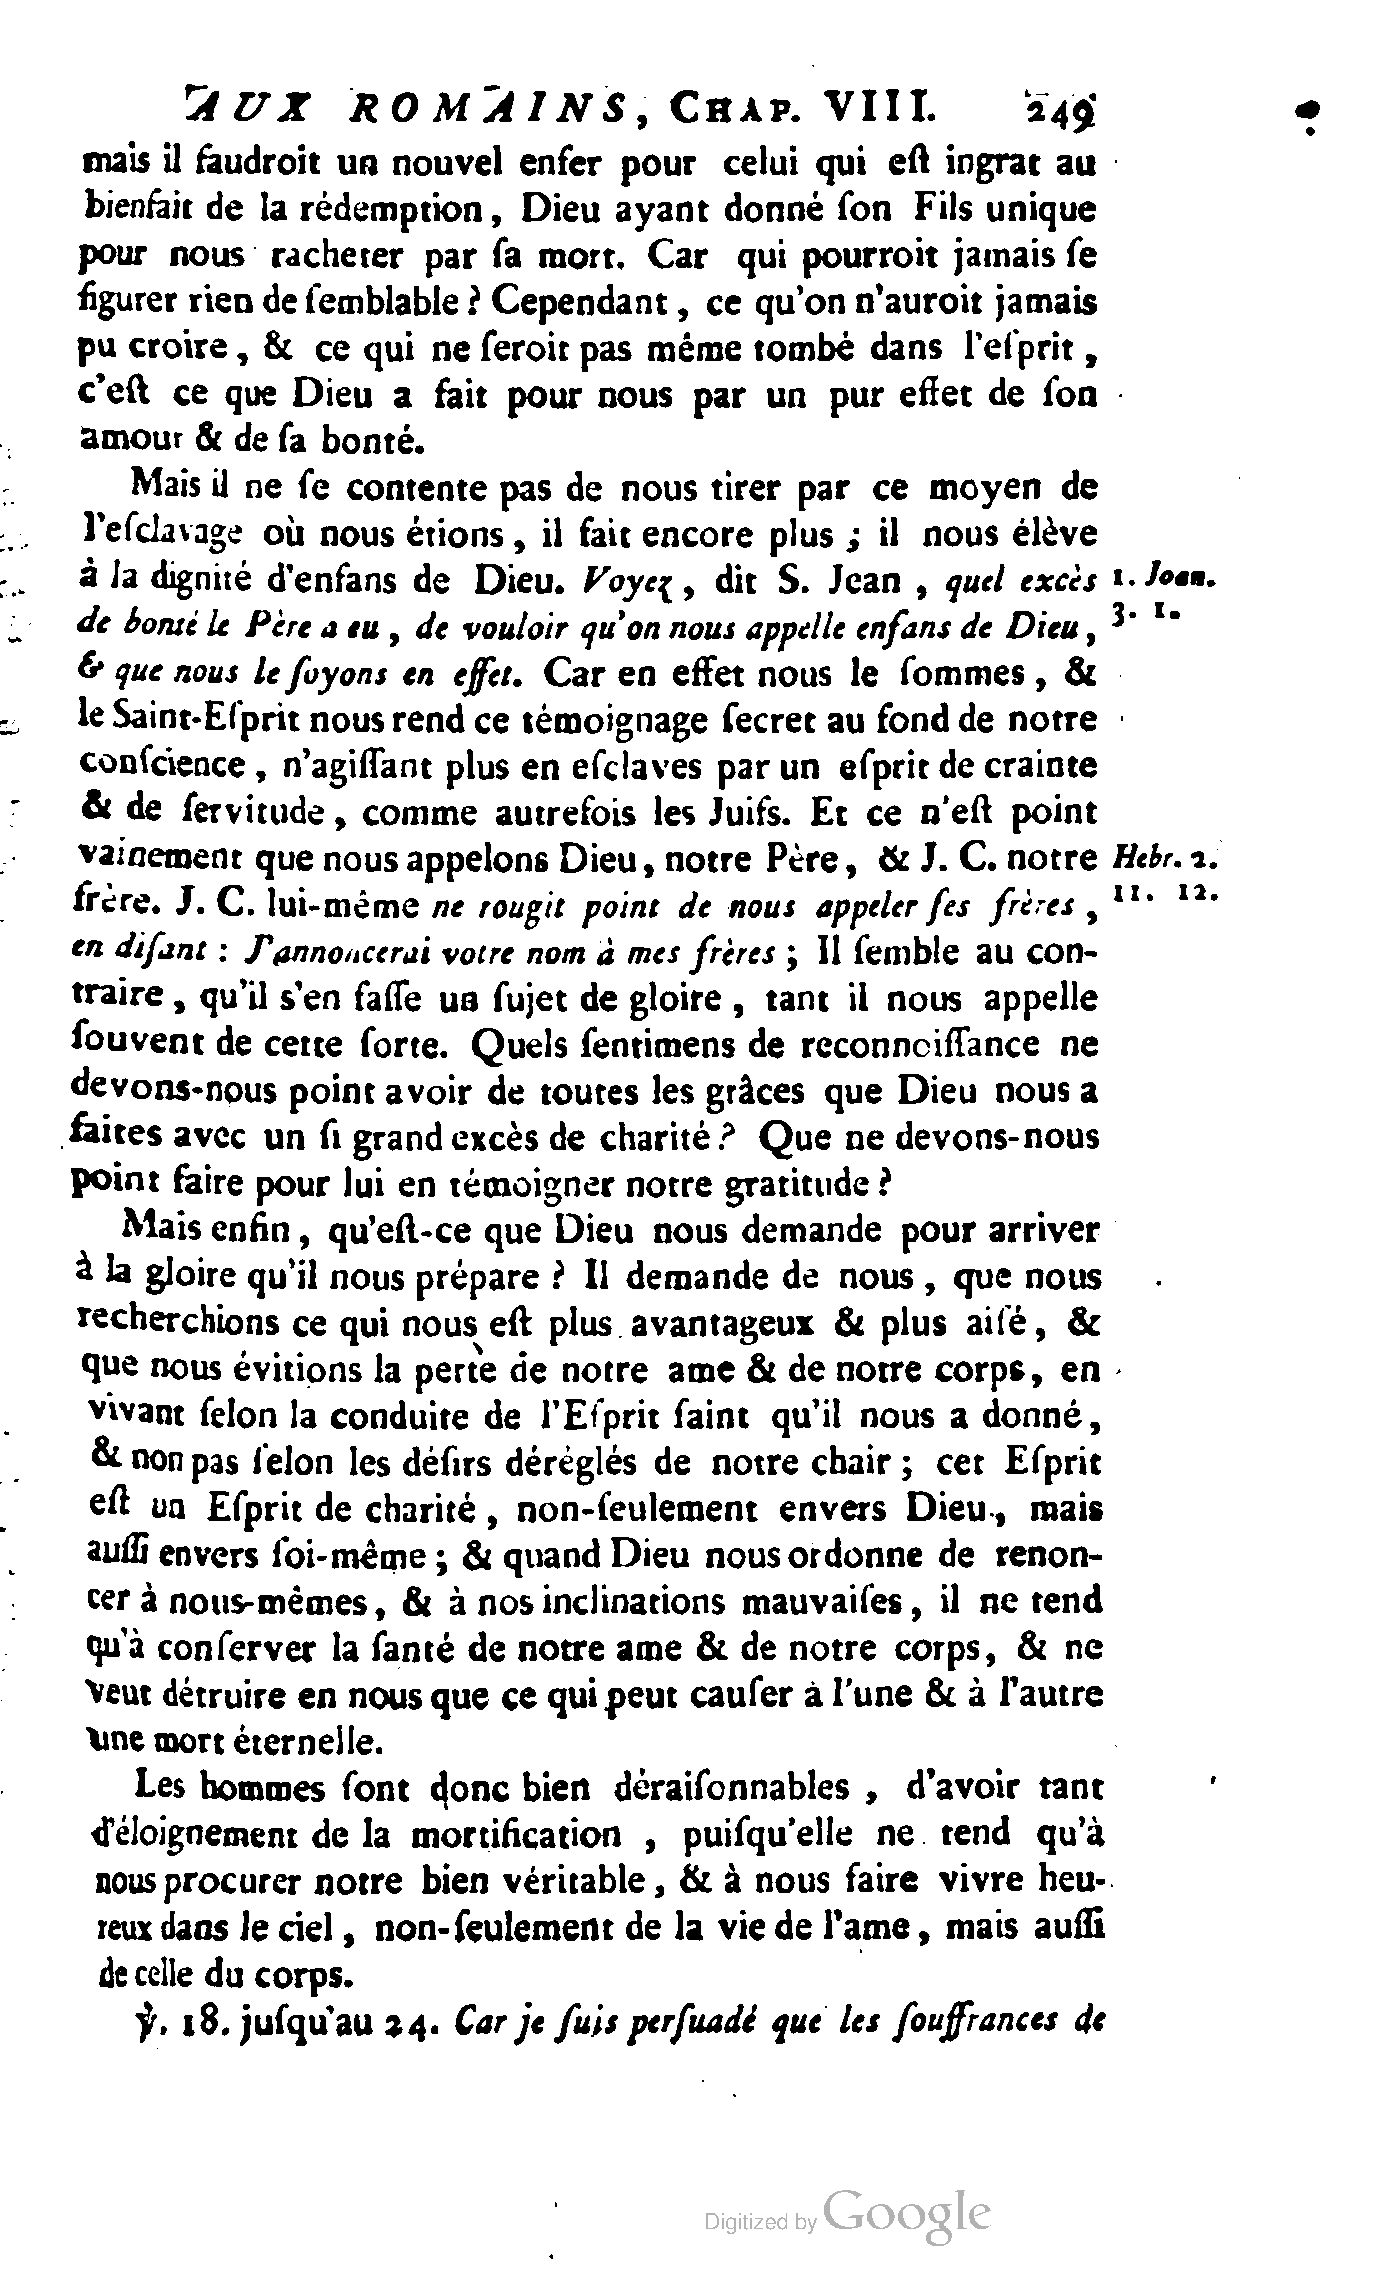 AUX ROMAINS, CHAP. VIII. 249
mais il faudroit un nouvel enfer pour celui qui eſt ingrat au
bienfait de la rédemption, Dieu ayant donné ſon Fils unique
pour nous racheter par ſa mort. Car qui pourroit jamais ſe
figurer rien de ſemblable ? Cependant, ce qu'on n'auroit jamais
pu croire, & ce qui ne ſeroit pas même tombé dans l'eſprit,
c'eſt ce que Dieu a fait pour nous par un pur effet de ſon
amour & de ſa bonté.
Mais il ne ſe contente pas de nous tirer par ce moyen de
l'eſclavage où nous étions, il fait encore plus ; il nous élève
à la dignité d'enfans de Dieu. Voyez, dit S. Jean, quel excès
1. Joan.
de bonté le Père a eu, de vouloir qu'on nous appelle enfans de Dieu,
3. 1.
& que nous le ſoyons en effet. Car en effet nous le ſommes, &
le Saint-Eſprit nous rend ce témoignage ſecret au fond de notre
conſcience, n'agiſſant plus en eſclaves par un eſprit de crainte
& de ſervitude, comme autrefois les Juifs. Et ce n'eſt point
vainement que nous appelons Dieu, notre Père, & J. C. notre
Hebr. 2.
frère. J. C. lui-même ne rougit point de nous appeler ſes frères,
11. 12.
en diſant : J'annoncerai votre nom à mes frères ; Il ſemble au con-
traire, qu'il s'en faſſe un ſujet de gloire, tant il nous appelle
ſouvent de cette ſorte. Quels ſentimens de reconnoiſſance ne
devons-nous point avoir de toutes les grâces que Dieu nous a
faites avec un ſi grand excès de charité ? Que ne devons-nous
point faire pour lui en témoigner notre gratitude ?
Mais enfin, qu'eſt-ce que Dieu nous demande pour arriver
à la gloire qu'il nous prépare ? Il demande de nous, que nous
recherchions ce qui nous eſt plus avantageux & plus aiſé, &
que nous évitions la perte de notre ame & de notre corps, en
vivant ſelon la conduite de l'Eſprit ſaint qu'il nous a donné,
& non pas ſelon les déſirs déréglés de notre chair ; cet Eſprit
eſt un Eſprit de charité, non-ſeulement envers Dieu, mais
auſſi envers ſoi-même ; & quand Dieu nous ordonne de renon-
cer à nous-mêmes, & à nos inclinations mauvaiſes, il ne tend
qu'à conſerver la ſanté de notre ame & de notre corps, & ne
veut détruire en nous que ce qui peut cauſer à l'une & à l'autre
une mort éternelle.
Les hommes ſont donc bien déraiſonnables, d'avoir tant
d'éloignement de la mortification, puiſqu'elle ne tend qu'à
nous procurer notre bien véritable, & à nous faire vivre heu-
reux dans le ciel, non-ſeulement de la vie de l'ame, mais auſſi
de celle du corps.
℣. 18. juſqu'au 24. Car je ſuis perſuadé que les ſouffrances de
Digitized by Google